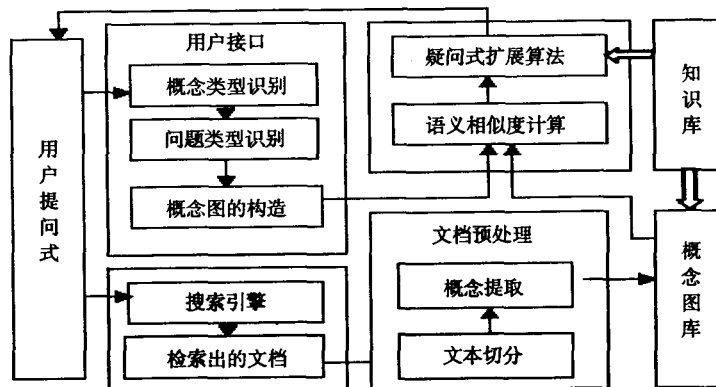 用户提问式
用户接口
概念类型识别
问题类型识别
概念图的构造
搜索引擎
检索出的文档
疑问式扩展算法
语义相似度计算
文档预处理
概念提取
文本切分
知识库
概念图库